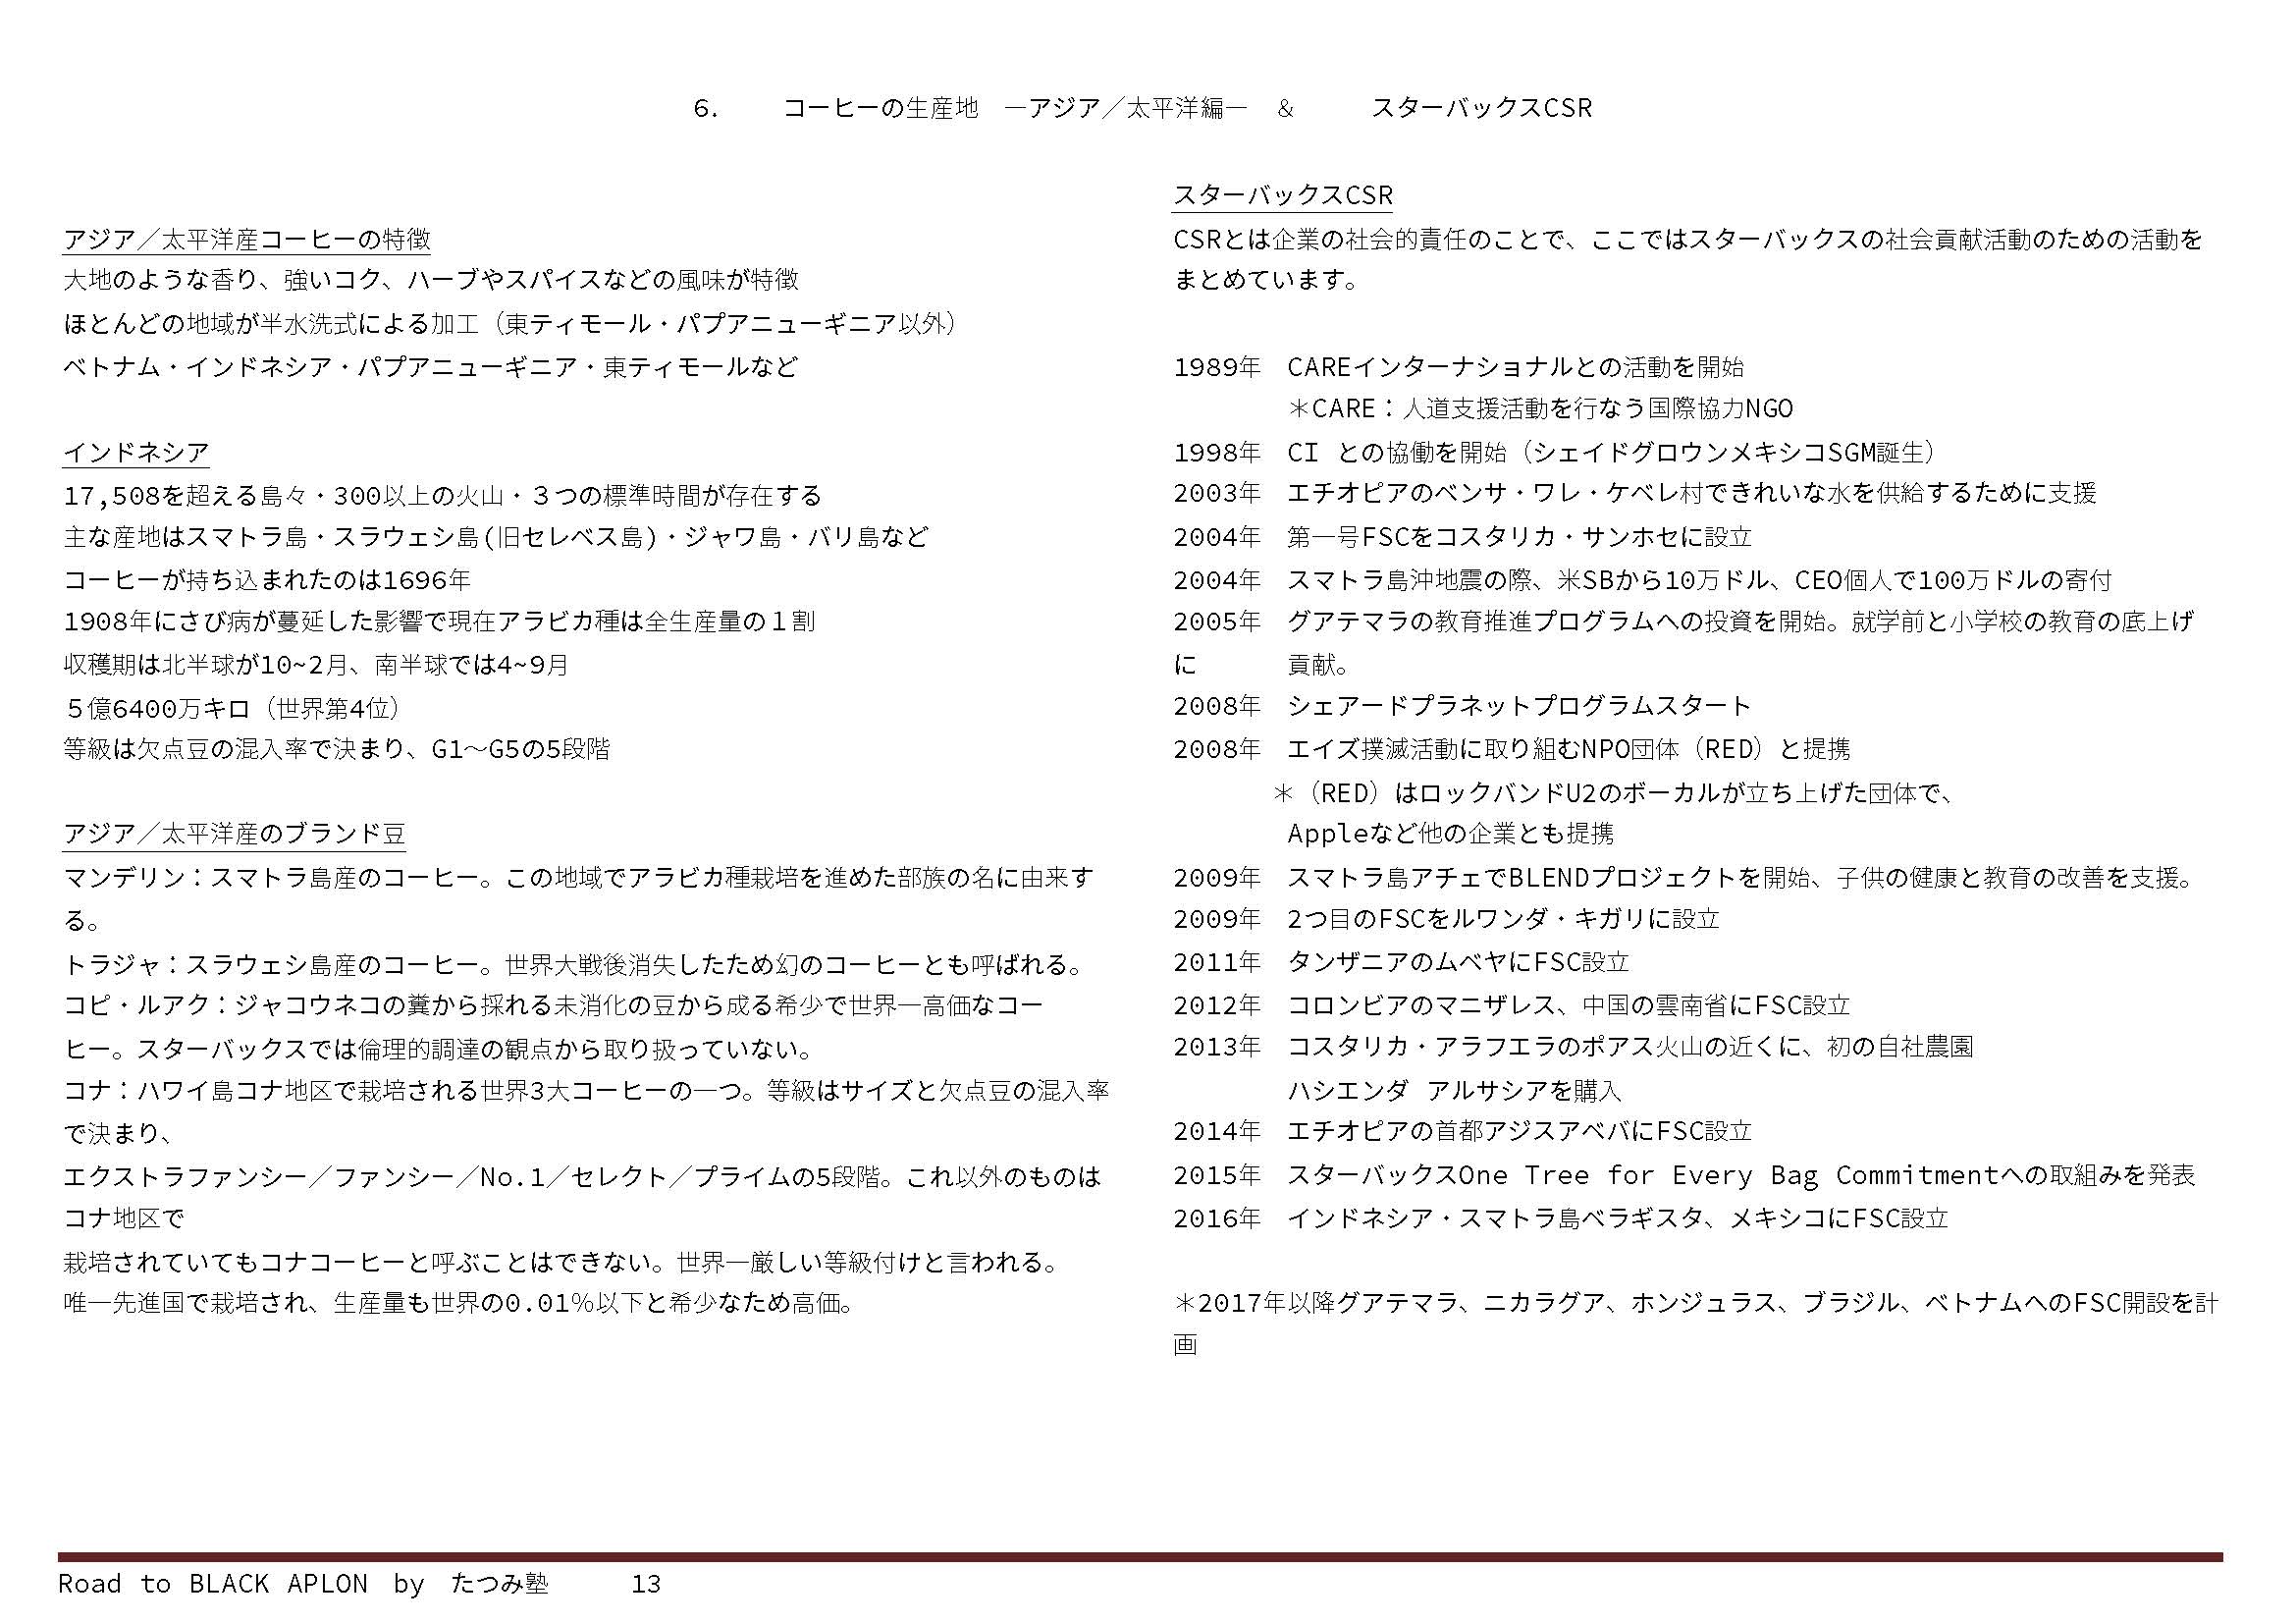 6.　コーヒーの生産地　―アジア／太平洋編―　&　スターバックスCSR
アジア／太平洋産コーヒーの特徴
大地のような香り、強いコク、ハーブやスパイスなどの風味が特徴
ほとんどの地域が半水洗式による加工（東ティモール・パプアニューギニア以外）
ベトナム・インドネシア・パプアニューギニア・東ティモールなど
インドネシア
17,508を超える島々・300以上の火山・３つの標準時間が存在する
主な産地はスマトラ島・スラウェシ島(旧セレベス島)・ジャワ島・バリ島など
コーヒーが持ち込まれたのは1696年
1908年にさび病が蔓延した影響で現在アラビカ種は全生産量の１割
収穫期は北半球が10~2月、南半球では4~9月
５億6400万キロ（世界第4位）
等級は欠点豆の混入率で決まり、G1～G5の5段階
アジア／太平洋産のブランド豆
マンデリン：スマトラ島産のコーヒー。この地域でアラビカ種栽培を進めた部族の名に由来す
る。
トラジャ：スラウェシ島産のコーヒー。世界大戦後消失したため幻のコーヒーとも呼ばれる。
コピ・ルアク：ジャコウネコの糞から採れる未消化の豆から成る希少で世界一高価なコー
ヒー。スターバックスでは倫理的調達の観点から取り扱っていない。
コナ：ハワイ島コナ地区で栽培される世界3大コーヒーの一つ。等級はサイズと欠点豆の混入率
で決まり、
エクストラファンシー／ファンシー／No.1／セレクト／プライムの5段階。これ以外のものは
コナ地区で
栽培されていてもコナコーヒーと呼ぶことはできない。世界一厳しい等級付けと言われる。
唯一先進国で栽培され、生産量も世界の0.01％以下と希少なため高価。
スターバックスCSR
CSRとは企業の社会的責任のことで、ここではスターバックスの社会貢献活動のための活動を
まとめています。
1989年　CAREインターナショナルとの活動を開始
＊CARE：人道支援活動を行なう国際協力NGO
1998年　CI との協働を開始（シェイドグロウンメキシコSGM誕生）
2003年　エチオピアのベンサ・ワレ・ケベレ村できれいな水を供給するために支援
2004年　第一号FSCをコスタリカ・サンホセに設立
2004年　スマトラ島沖地震の際、米SBから10万ドル、CEO個人で100万ドルの寄付
2005年　グアテマラの教育推進プログラムへの投資を開始。就学前と小学校の教育の底上げ
に　貢献。
2008年　シェアードプラネットプログラムスタート
2008年　エイズ撲滅活動に取り組むNPO団体（RED）と提携
＊（RED）はロックバンドU2のボーカルが立ち上げた団体で、
Appleなど他の企業とも提携
2009年　スマトラ島アチェでBLENDプロジェクトを開始、子供の健康と教育の改善を支援。
2009年　2つ目のFSCをルワンダ・キガリに設立
2011年　タンザニアのムベヤにFSC設立
2012年　コロンビアのマニザレス、中国の雲南省にFSC設立
2013年　コスタリカ・アラフエラのポアス火山の近くに、初の自社農園
ハシエンダ アルサシアを購入
2014年　エチオピアの首都アジスアベバにFSC設立
2015年　スターバックスOne Tree for Every Bag Commitmentへの取組みを発表
2016年　インドネシア・スマトラ島ベラギスタ、メキシコにFSC設立
＊2017年以降グアテマラ、ニカラグア、ホンジュラス、ブラジル、ベトナムへのFSC開設を計
画
Road to BLACK APLON　by　たつみ塾　13